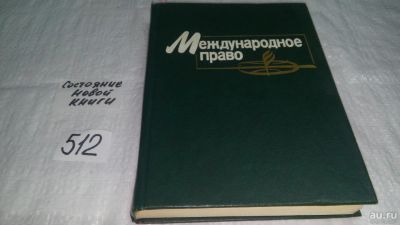 Международное
право
Состояние
новой
книги
512
au.ru